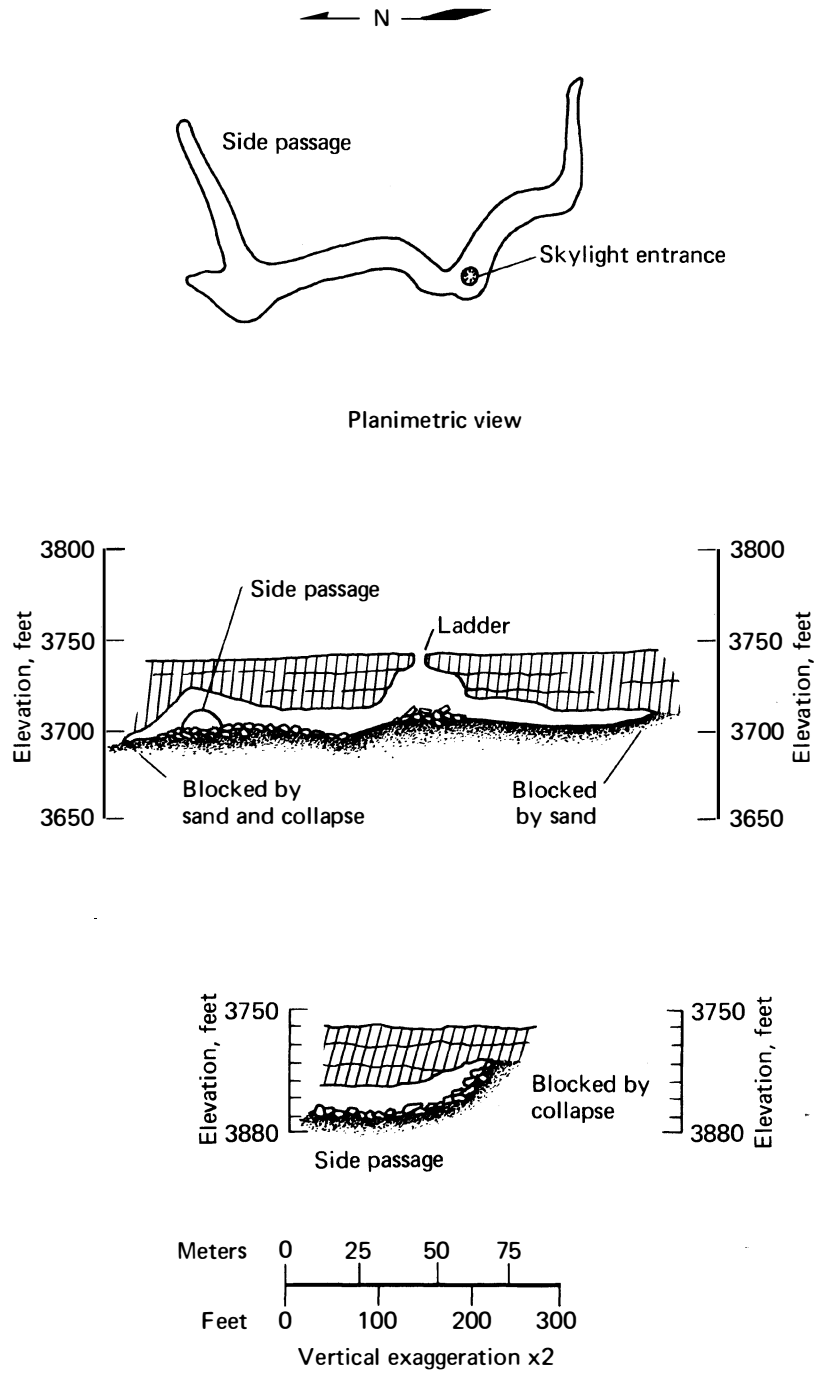 N
Side passage
Skylight entrance
Planimetric view
3800
3800
Side passage
Ladder
3750
3750
Elevation, feet
Elevation, feet
3700
3700
Blocked by
sand and collapse
Blocked
by sand
3650
3650
3750
3750
Elevation, feet
Elevation, feet
Blocked by
collapse
3880
3880
Side passage
Meters 0 25 50 75
Feet 0 100 200 300
Vertical exaggeration x2